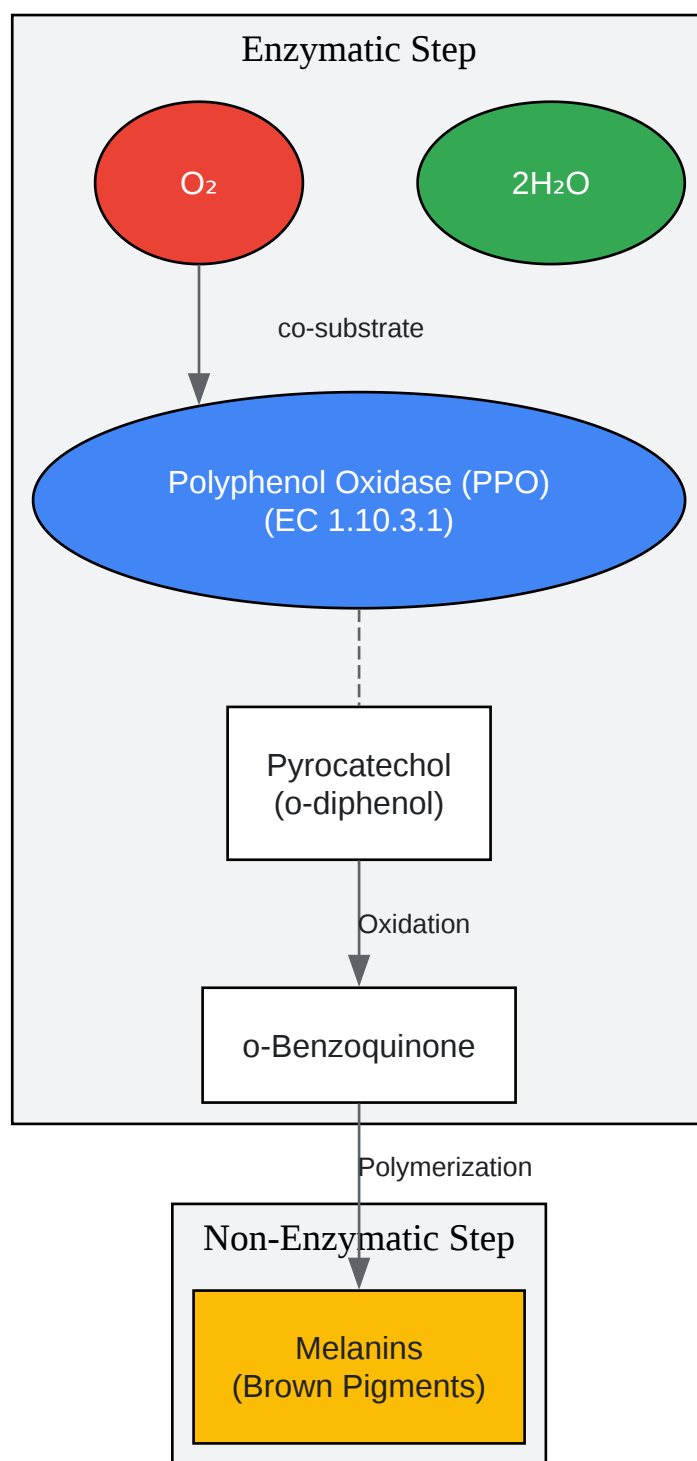 Enzymatic Step
O₂
2H₂O
co-substrate
Polyphenol Oxidase (PPO)
(EC 1.10.3.1)
Pyrocatechol
(o-diphenol)
Oxidation
o-Benzoquinone
Polymerization
Non-Enzymatic Step
Melanins
(Brown Pigments)